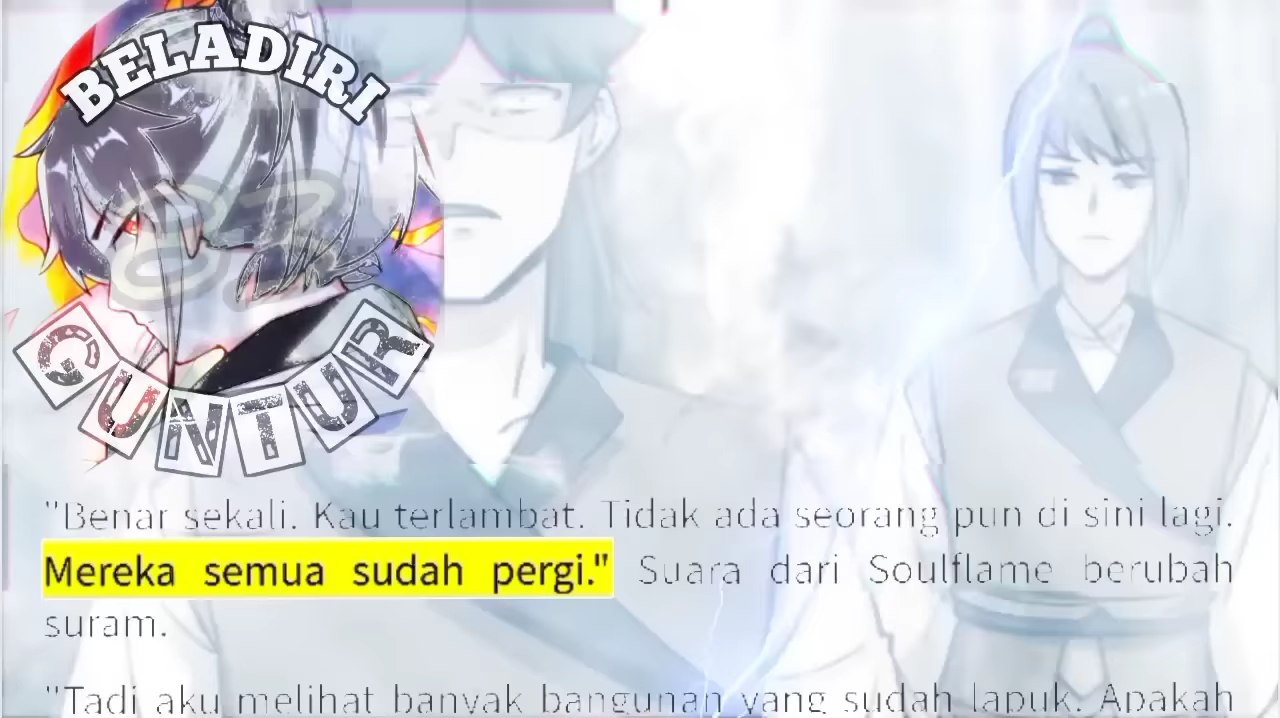 BELADIRI
GUNTUR
"Benar sekali. Kau terlambat. Tidak ada seorang pun di sini lagi.
Mereka semua sudah pergi." Suara dari Soulflame berubah
suram.
"Tadi aku melihat banyak bangunan yang sudah lapuk. Apakah